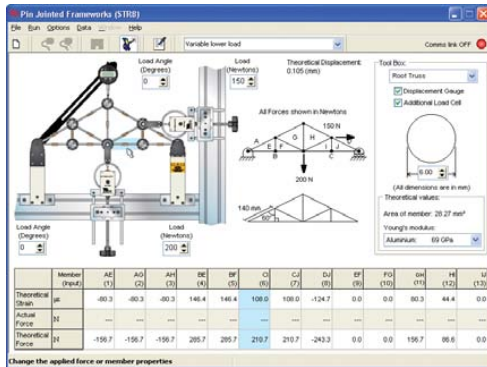 Pin Jointed Frameworks (STR8)
File Run Options Data Window Help
Variable lower load
Comms link OFF
Load Angle
(Degrees)
0
Load
(Newtons)
150
Theoretical Displacement:
0.105 (mm)
All Forces shown in Newtons
150 N
A G H
E F I J
B C
200 N
140 mm
60°
Load Angle
(Degrees)
0
Load
(Newtons)
200
Tool Box:
Roof Truss
Displacement Gauge
Additional Load Cell
6.00
(All dimensions are in mm)
Theoretical values:
Area of member: 28.27 mm²
Young's modulus:
Aluminium: 69 GPa
Member AE AG AH BE BF CI CJ DJ EF FG GH HI IJ
(Input) (1) (2) (3) (4) (5) (6) (7) (8) (9) (10) (11) (12) (13)
Theoretical Strain µε -80.3 -80.3 -80.3 146.4 146.4 108.0 108.0 -124.7 0.0 0.0 80.3 44.4 0.0
Actual Force N --- --- --- --- --- --- --- --- --- --- --- --- ---
Theoretical Force N -156.7 -156.7 -156.7 285.7 285.7 210.7 210.7 -243.3 0.0 0.0 156.7 86.6 0.0
Change the applied force or member properties